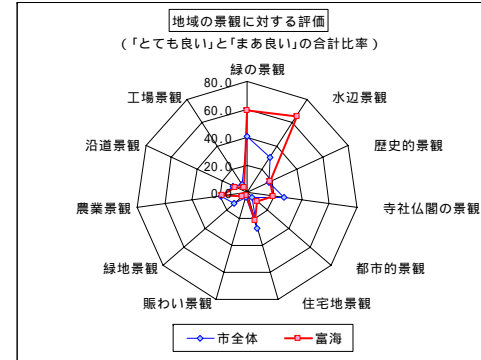 地域の景観に対する評価
(「とても良い」と「まあ良い」の合計比率)
緑の景観
水辺景観
歴史的景観
寺社仏閣の景観
都市的景観
住宅地景観
賑わい景観
緑地景観
農業景観
沿道景観
工場景観
80.0
60.0
40.0
20.0
0.0
市全体
富海